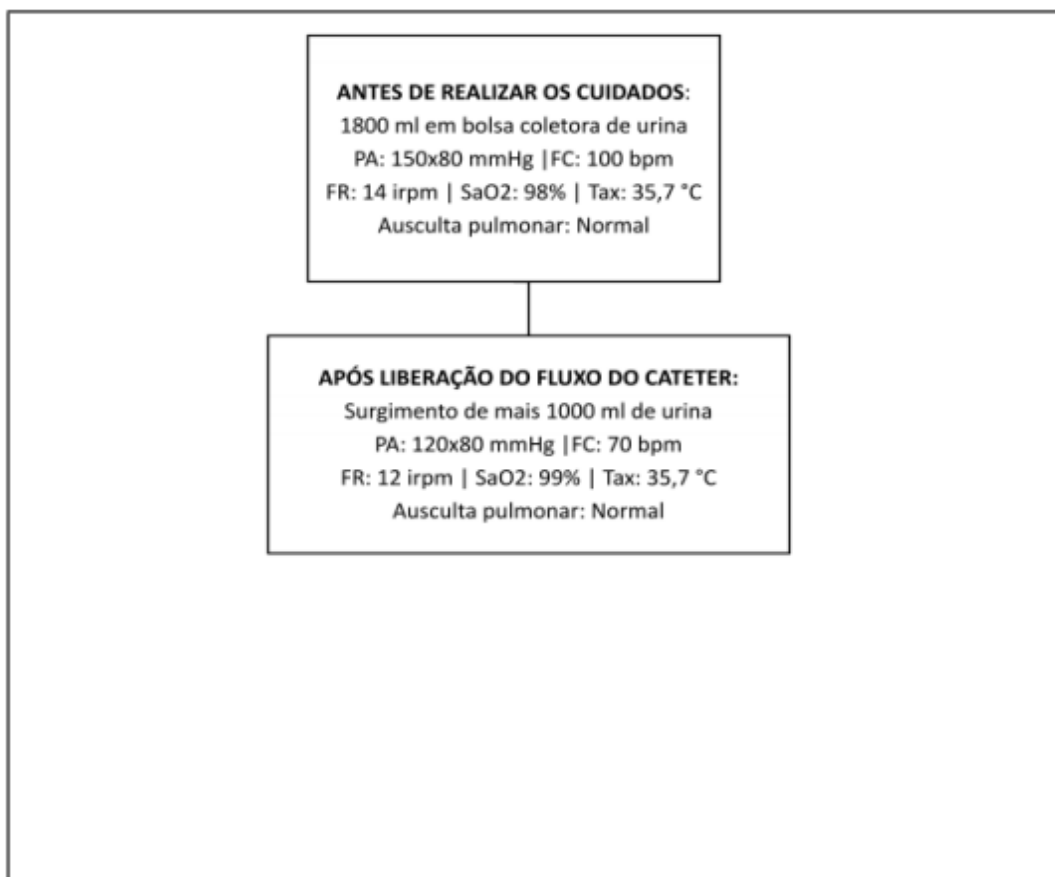 ANTES DE REALIZAR OS CUIDADOS:
1800 ml em bolsa coletora de urina
PA: 150x80 mmHg |FC: 100 bpm
FR: 14 irpm | SaO2: 98% | Tax: 35,7 °C
Ausculta pulmonar: Normal
APÓS LIBERAÇÃO DO FLUXO DO CATETER:
Surgimento de mais 1000 ml de urina
PA: 120x80 mmHg |FC: 70 bpm
FR: 12 irpm | SaO2: 99% | Tax: 35,7 °C
Ausculta pulmonar: Normal